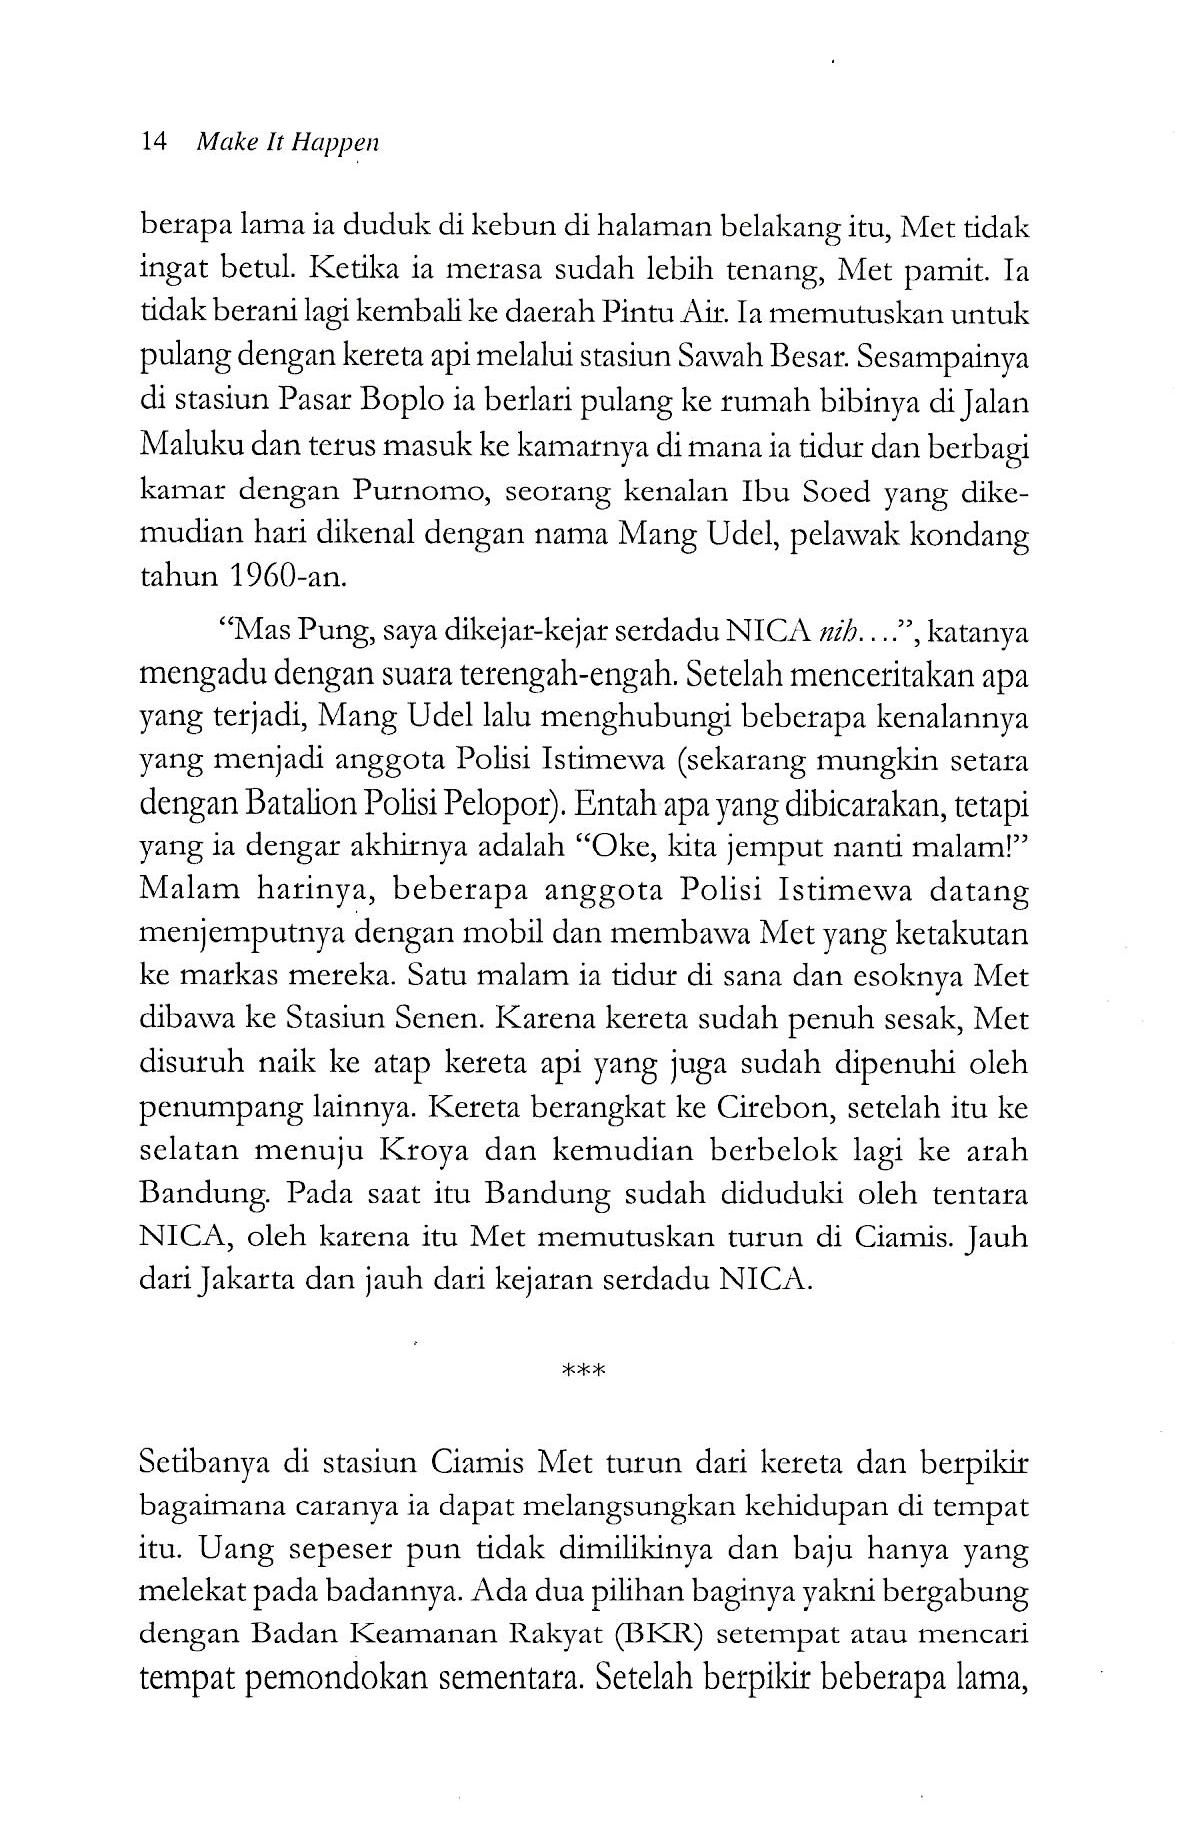 14 Make It Happen
berapa lama ia duduk di kebun di halaman belakang itu, Met tidak
ingat betul. Ketika ia merasa sudah lebih tenang, Met pamit. Ia
tidak berani lagi kembali ke daerah Pintu Air. Ia memutuskan untuk
pulang dengan kereta api melalui stasiun Sawah Besar. Sesampainya
di stasiun Pasar Boplo ia berlari pulang ke rumah bibinya di Jalan
Maluku dan terus masuk ke kamarnya di mana ia tidur dan berbagi
kamar dengan Purnomo, seorang kenalan Ibu Soed yang dike-
mudian hari dikenal dengan nama Mang Udel, pelawak kondang
tahun 1960-an.
“Mas Pung, saya dikejar-kejar serdadu NICA nih....”, katanya
mengadu dengan suara terengah-engah. Setelah menceritakan apa
yang terjadi, Mang Udel lalu menghubungi beberapa kenalannya
yang menjadi anggota Polisi Istimewa (sekarang mungkin setara
dengan Batalion Polisi Pelopor). Entah apa yang dibicarakan, tetapi
yang ia dengar akhirnya adalah “Oke, kita jemput nanti malam!”
Malam harinya, beberapa anggota Polisi Istimewa datang
menjemputnya dengan mobil dan membawa Met yang ketakutan
ke markas mereka. Satu malam ia tidur di sana dan esoknya Met
dibawa ke Stasiun Senen. Karena kereta sudah penuh sesak, Met
disuruh naik ke atap kereta api yang juga sudah dipenuhi oleh
penumpang lainnya. Kereta berangkat ke Cirebon, setelah itu ke
selatan menuju Kroya dan kemudian berbelok lagi ke arah
Bandung. Pada saat itu Bandung sudah diduduki oleh tentara
NICA, oleh karena itu Met memutuskan turun di Ciamis. Jauh
dari Jakarta dan jauh dari kejaran serdadu NICA.
***
Setibanya di stasiun Ciamis Met turun dari kereta dan berpikir
bagaimana caranya ia dapat melangsungkan kehidupan di tempat
itu. Uang sepeser pun tidak dimilikinya dan baju hanya yang
melekat pada badannya. Ada dua pilihan baginya yakni bergabung
dengan Badan Keamanan Rakyat (BKR) setempat atau mencari
tempat pemondokan sementara. Setelah berpikir beberapa lama,